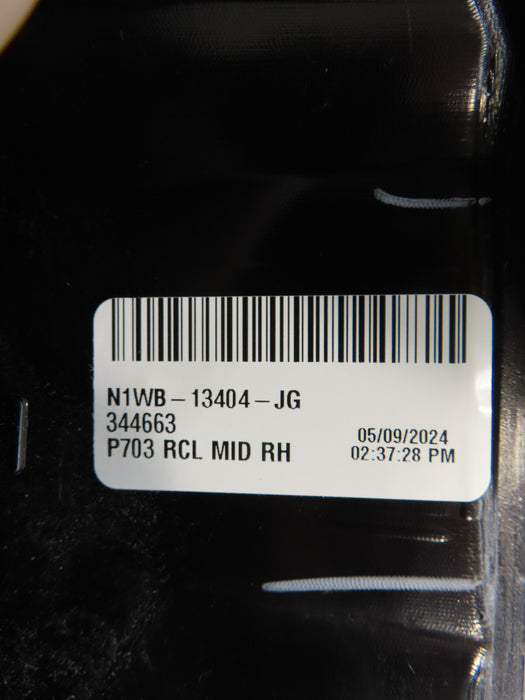 N1WB-13404-JG
344663
P703 RCL MID RH
05/09/2024
02:37:28 PM